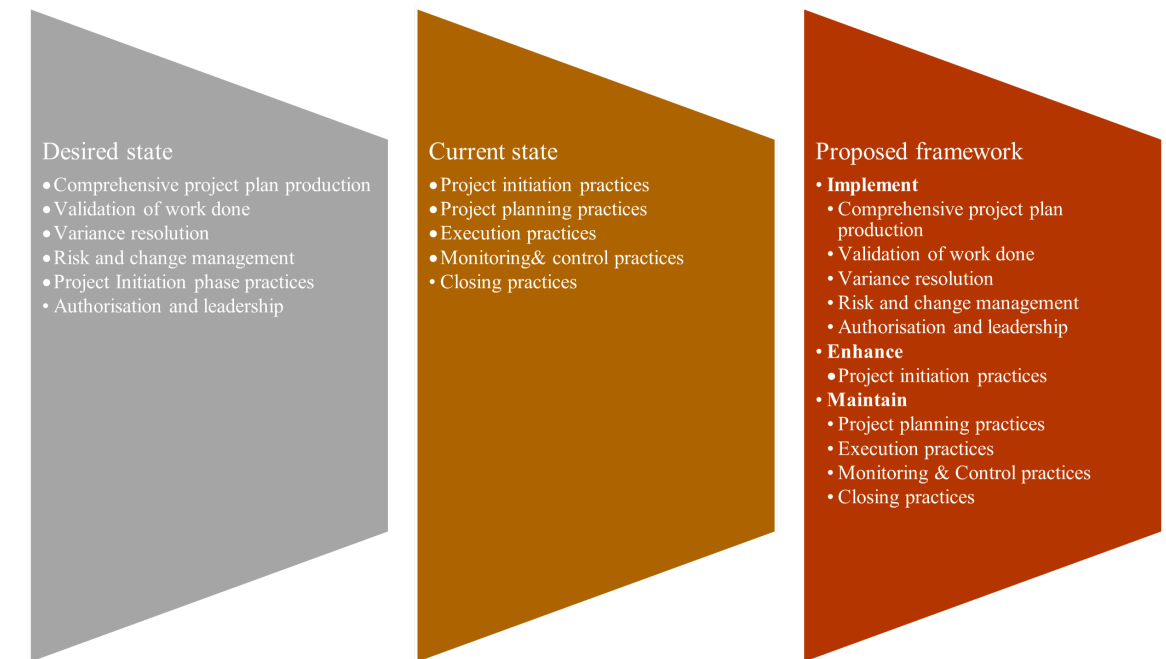 Desired state
•Comprehensive project plan production
•Validation of work done
•Variance resolution
•Risk and change management
•Project Initiation phase practices
• Authorisation and leadership
Current state
•Project initiation practices
•Project planning practices
•Execution practices
•Monitoring& control practices
• Closing practices
Proposed framework
• Implement
• Comprehensive project plan
production
• Validation of work done
• Variance resolution
• Risk and change management
• Authorisation and leadership
• Enhance
•Project initiation practices
• Maintain
• Project planning practices
• Execution practices
• Monitoring & Control practices
• Closing practices